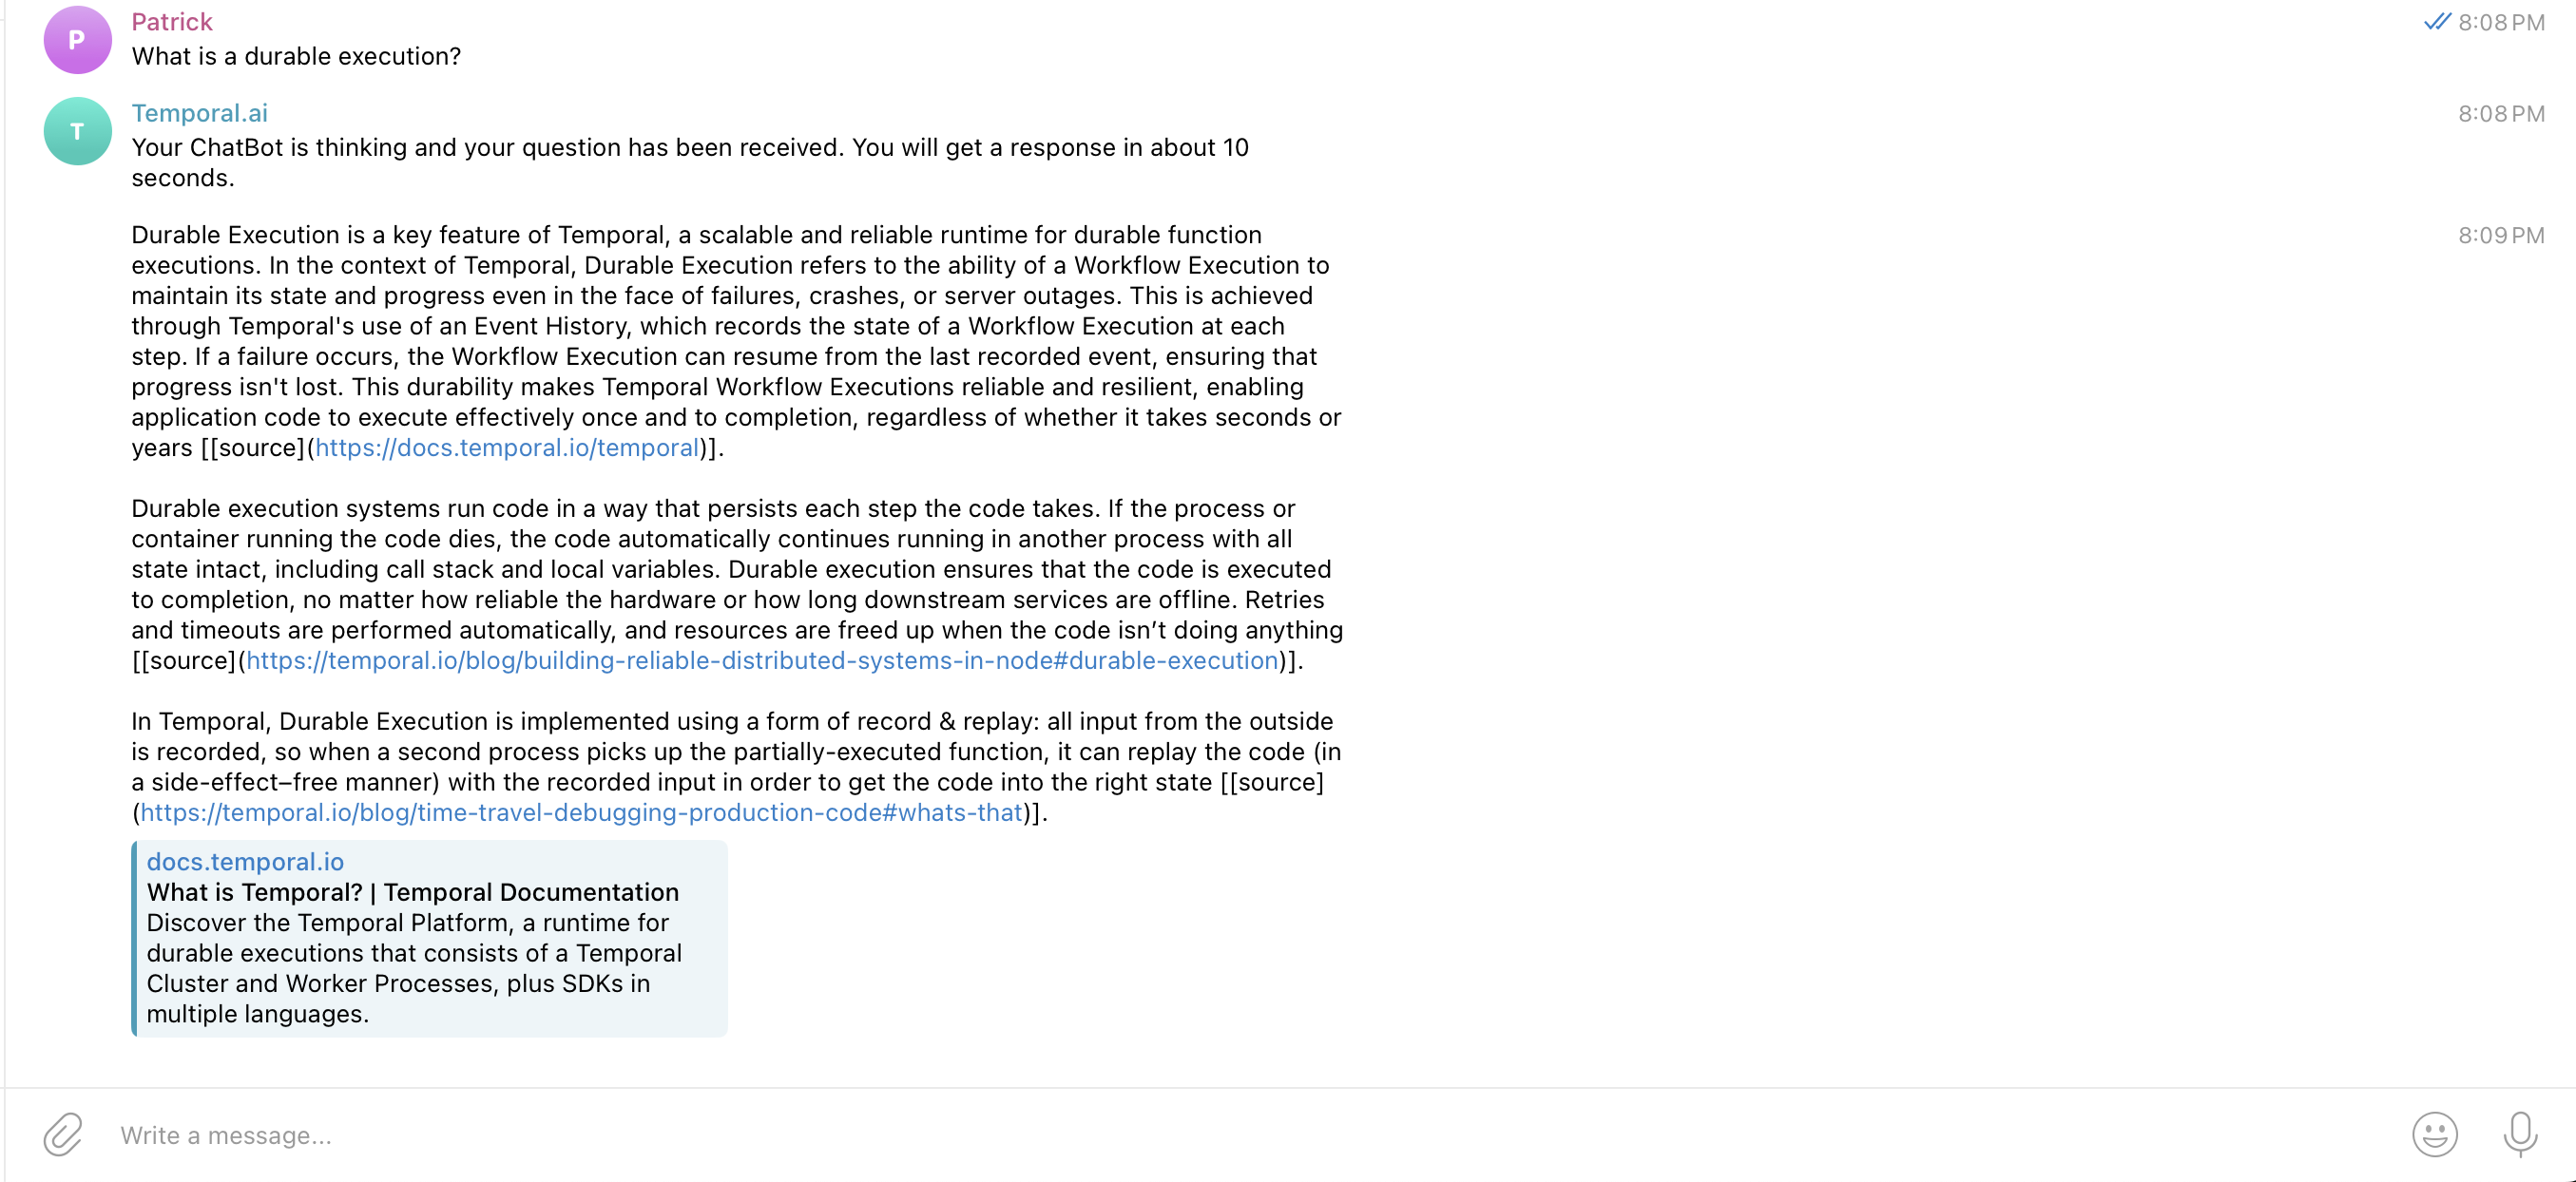 P
Patrick
8:08 PM
What is a durable execution?
T
Temporal.ai
8:08 PM
Your ChatBot is thinking and your question has been received. You will get a response in about 10
seconds.
Durable Execution is a key feature of Temporal, a scalable and reliable runtime for durable function
8:09 PM
executions. In the context of Temporal, Durable Execution refers to the ability of a Workflow Execution to
maintain its state and progress even in the face of failures, crashes, or server outages. This is achieved
through Temporal's use of an Event History, which records the state of a Workflow Execution at each
step. If a failure occurs, the Workflow Execution can resume from the last recorded event, ensuring that
progress isn't lost. This durability makes Temporal Workflow Executions reliable and resilient, enabling
application code to execute effectively once and to completion, regardless of whether it takes seconds or
years [[source](https://docs.temporal.io/temporal)].
Durable execution systems run code in a way that persists each step the code takes. If the process or
container running the code dies, the code automatically continues running in another process with all
state intact, including call stack and local variables. Durable execution ensures that the code is executed
to completion, no matter how reliable the hardware or how long downstream services are offline. Retries
and timeouts are performed automatically, and resources are freed up when the code isn’t doing anything
[[source](https://temporal.io/blog/building-reliable-distributed-systems-in-node#durable-execution)].
In Temporal, Durable Execution is implemented using a form of record & replay: all input from the outside
is recorded, so when a second process picks up the partially-executed function, it can replay the code (in
a side-effect–free manner) with the recorded input in order to get the code into the right state [[source]
(https://temporal.io/blog/time-travel-debugging-production-code#whats-that)].
docs.temporal.io
What is Temporal? | Temporal Documentation
Discover the Temporal Platform, a runtime for
durable executions that consists of a Temporal
Cluster and Worker Processes, plus SDKs in
multiple languages.
Write a message...